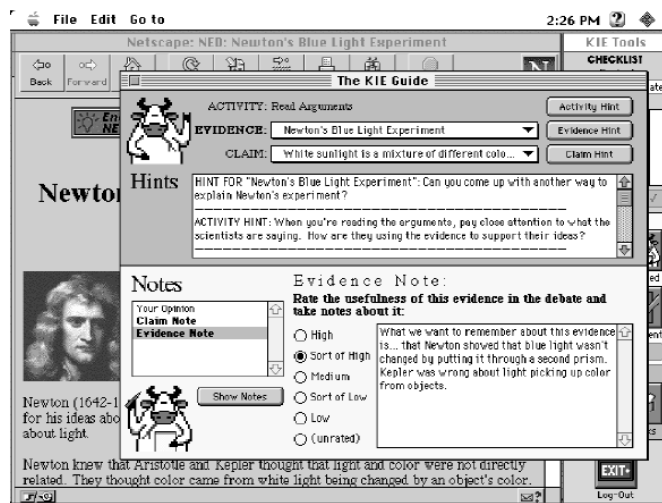 File Edit Go to 2:26 PM
Netscape: NED: Newton's Blue Light Experiment
KIE Tools
Back Forward
CHECKLIST
The KIE Guide
ACTIVITY: Read Arguments
Activity Hint
EVIDENCE: Newton's Blue Light Experiment
Evidence Hint
CLAIM: White sunlight is a mixture of different colo...
Claim Hint
Hints
HINT FOR "Newton's Blue Light Experiment": Can you come up with another way to
explain Newton's experiment?
ACTIVITY HINT: When you're reading the arguments, pay close attention to what the
scientists are saying. How are they using the evidence to support their ideas?
Newto
Notes
Your Opinion
Claim Note
Evidence Note
Show Notes
Evidence Note:
Rate the usefulness of this evidence in the debate and
take notes about it:
High
Sort of High
Medium
Sort of Low
Low
(unrated)
What we want to remember about this evidence
is... that Newton showed that blue light wasn't
changed by putting it through a second prism.
Kepler was wrong about light picking up color
from objects.
Newton (1642-1
for his ideas abo
about light.
Newton knew that Aristotle and Kepler thought that light and color were not directly
related. They thought color came from white light being changed by an object's color.
EXIT
Log-Out